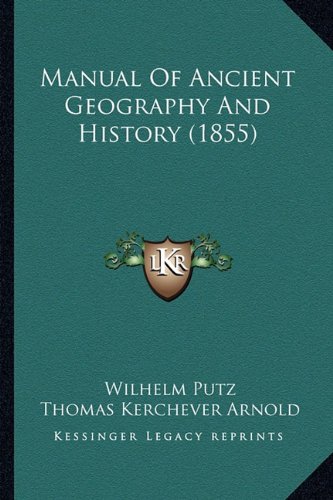 Manual Of Ancient
Geography And
History (1855)
LKR
Wilhelm Putz
Thomas Kerchever Arnold
Kessinger Legacy reprints